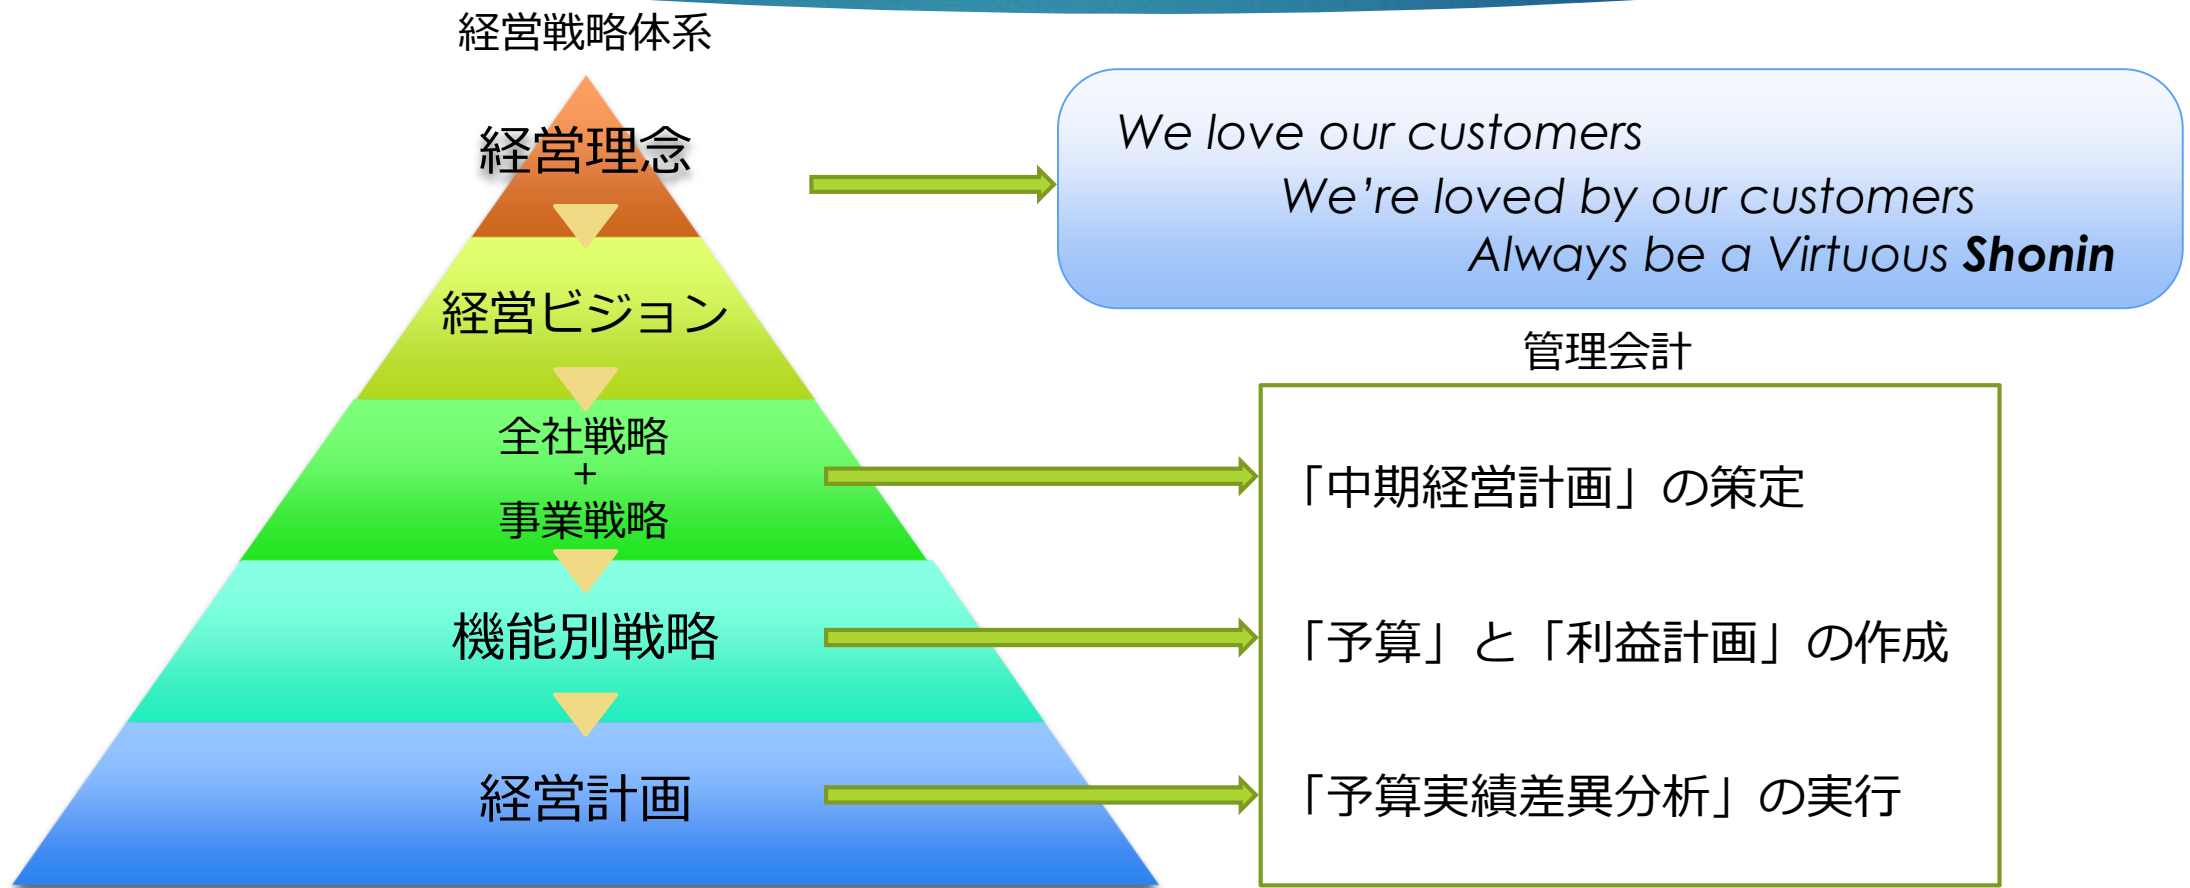 経営戦略体系
経営理念
経営ビジョン
全社戦略
+
事業戦略
機能別戦略
経営計画
We love our customers
We’re loved by our customers
Always be a Virtuous Shonin
管理会計
「中期経営計画」の策定
「予算」と「利益計画」の作成
「予算実績差異分析」の実行